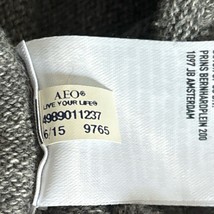 AEO®
LIVE YOUR LIFE®
4989011237
6/15 9765
PRINS BERNHARDPLEIN 200
1097 JB AMSTERDAM